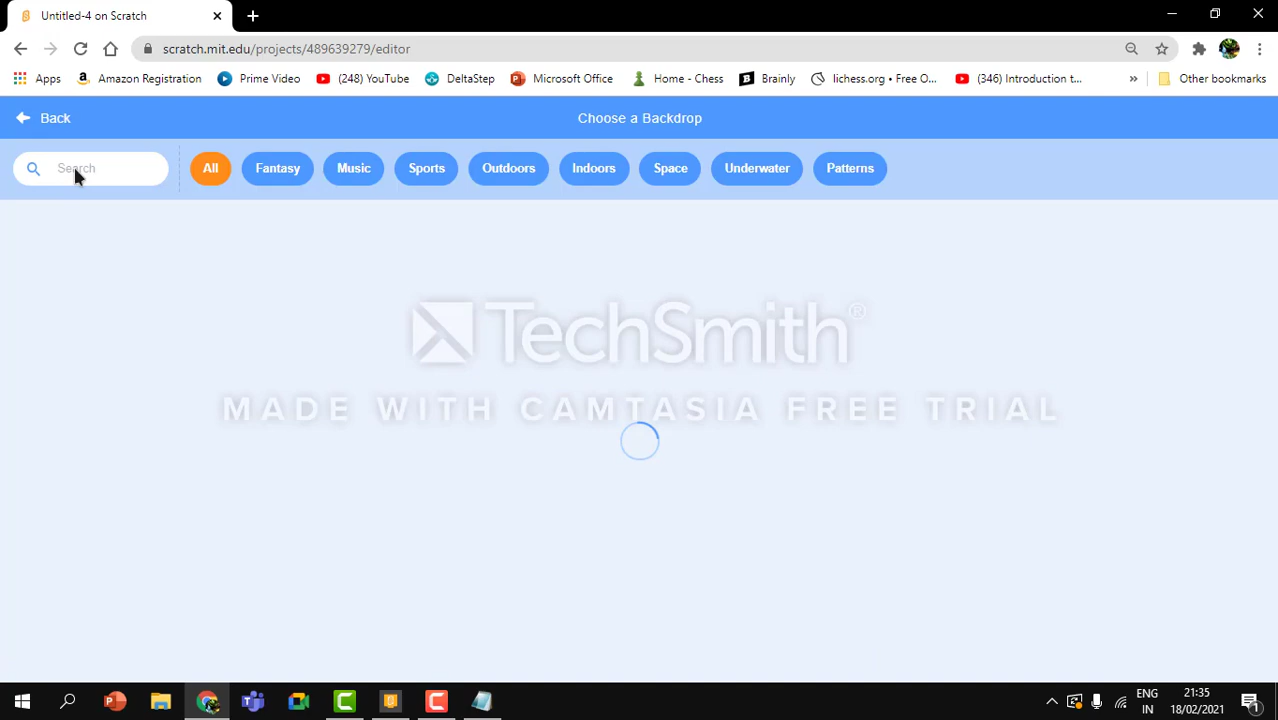 Untitled-4 on Scratch
scratch.mit.edu/projects/489639279/editor
Apps Amazon Registration Prime Video (248) YouTube DeltaStep Microsoft Office Home - Chess Brainly lichess.org • Free O... (346) Introduction t... » Other bookmarks
Back Choose a Backdrop
Search All Fantasy Music Sports Outdoors Indoors Space Underwater Patterns
TechSmith®
MADE WITH CAMTASIA FREE TRIAL
ENG 21:35
IN 18/02/2021 1